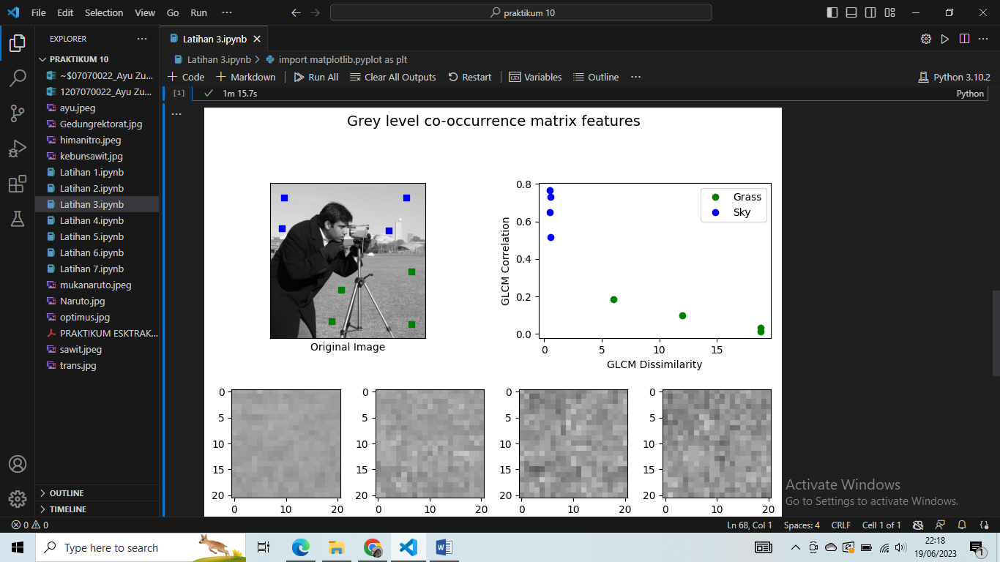 File Edit Selection View Go Run ···
praktikum 10
EXPLORER ···
PRAKTIKUM 10
~$07070022_Ayu Zu...
1207070022_Ayu Zu...
ayu.jpeg
Gedungrektorat.jpg
himanitro.jpeg
kebunsawit.jpg
Latihan 1.ipynb
Latihan 2.ipynb
Latihan 3.ipynb
Latihan 4.ipynb
Latihan 5.ipynb
Latihan 6.ipynb
Latihan 7.ipynb
mukanaruto.jpeg
Naruto.jpg
optimus.jpg
PRAKTIKUM ESKTRAK...
sawit.jpeg
trans.jpg
OUTLINE
TIMELINE
Latihan 3.ipynb
Latihan 3.ipynb > import matplotlib.pyplot as plt
Code Markdown Run All Clear All Outputs Restart Variables Outline ··· Python 3.10.2
[1] 1m 15.7s Python
Grey level co-occurrence matrix features
Original Image
0.8
0.6
0.4
0.2
0.0
GLCM Correlation
Grass
Sky
0 5 10 15
GLCM Dissimilarity
0
5
10
15
20
0 10 20
0
5
10
15
20
0 10 20
0
5
10
15
20
0 10 20
0
5
10
15
20
0 10 20
Activate Windows
Go to Settings to activate Windows.
0 0 Ln 68, Col 1 Spaces: 4 CRLF Cell 1 of 1
Type here to search
22:18
19/06/2023
1